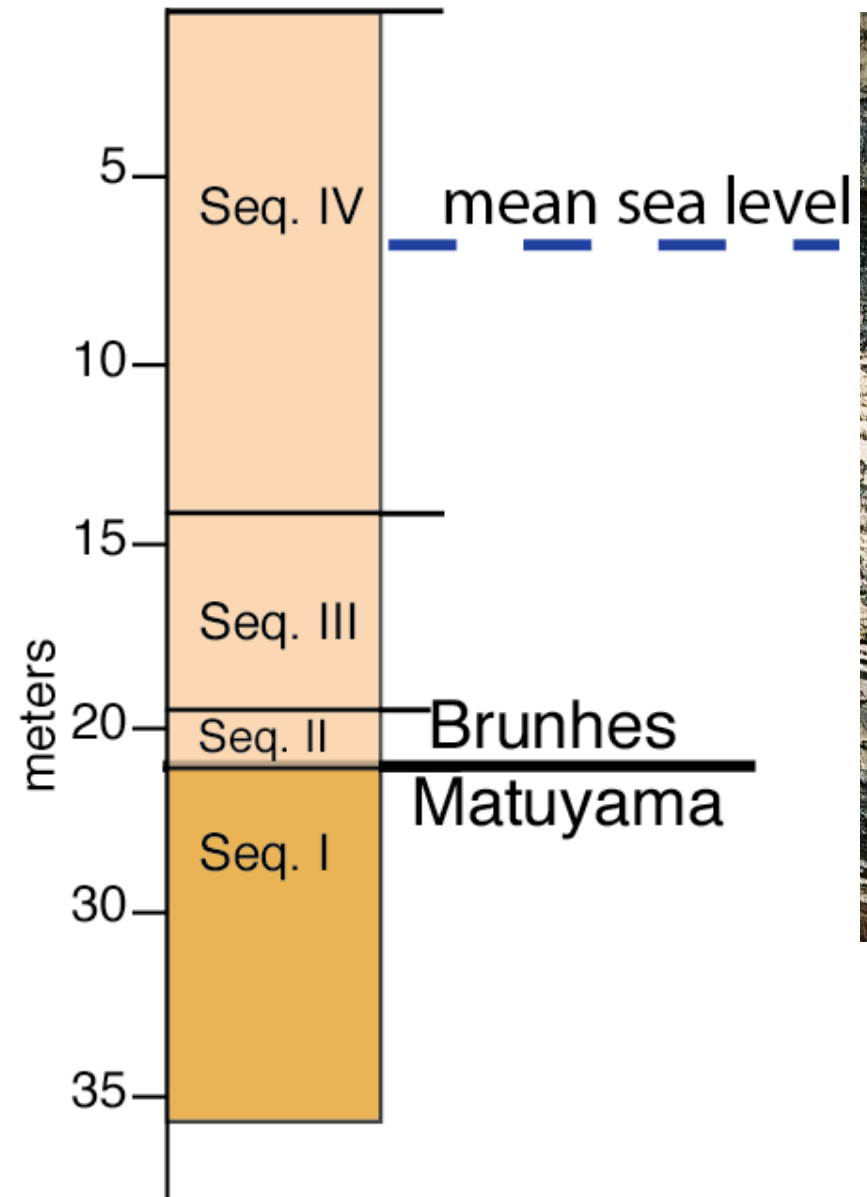 5
Seq. IV
mean sea level
10
15
Seq. III
meters
20
Seq. II
Brunhes
Matuyama
Seq. I
30
35